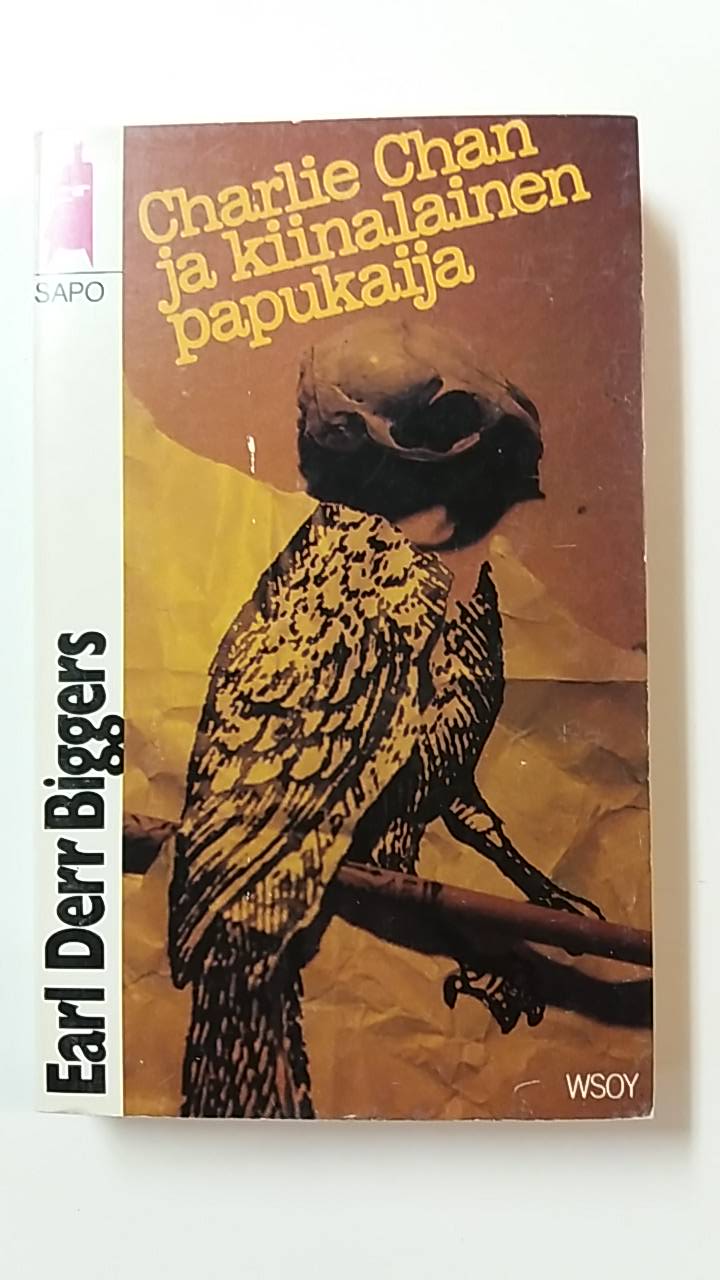 Charlie Chan
ja kiinalainen
papukaija
SAPO
Earl Derr Biggers
WSOY